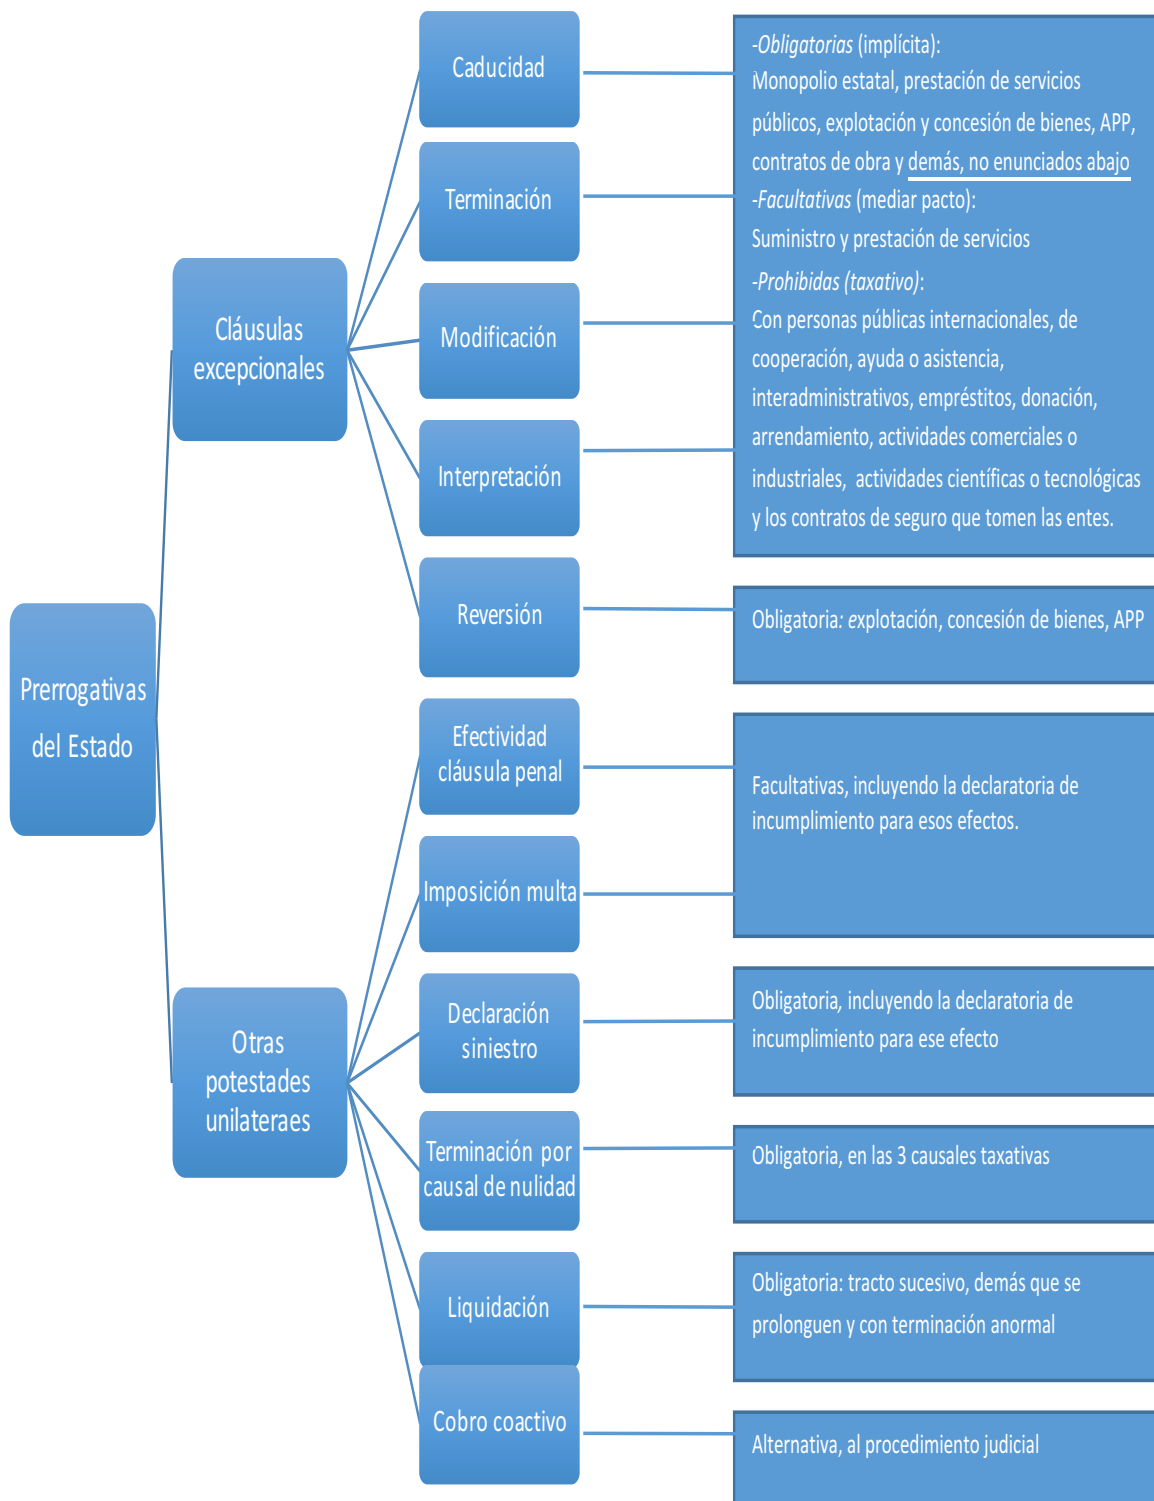 Prerrogativas
del Estado
Cláusulas
excepcionales
Caducidad
Terminación
Modificación
Interpretación
Reversión
-Obligatorias (implícita):
Monopolio estatal, prestación de servicios
públicos, explotación y concesión de bienes, APP,
contratos de obra y demás, no enunciados abajo
-Facultativas (mediar pacto):
Suministro y prestación de servicios
-Prohibidas (taxativo):
Con personas públicas internacionales, de
cooperación, ayuda o asistencia,
interadministrativos, empréstitos, donación,
arrendamiento, actividades comerciales o
industriales, actividades científicas o tecnológicas
y los contratos de seguro que tomen las entes.
Obligatoria: explotación, concesión de bienes, APP
Otras
potestades
unilateraes
Efectividad
cláusula penal
Imposición multa
Facultativas, incluyendo la declaratoria de
incumplimiento para esos efectos.
Declaración
siniestro
Obligatoria, incluyendo la declaratoria de
incumplimiento para ese efecto
Terminación por
causal de nulidad
Obligatoria, en las 3 causales taxativas
Liquidación
Obligatoria: tracto sucesivo, demás que se
prolonguen y con terminación anormal
Cobro coactivo
Alternativa, al procedimiento judicial